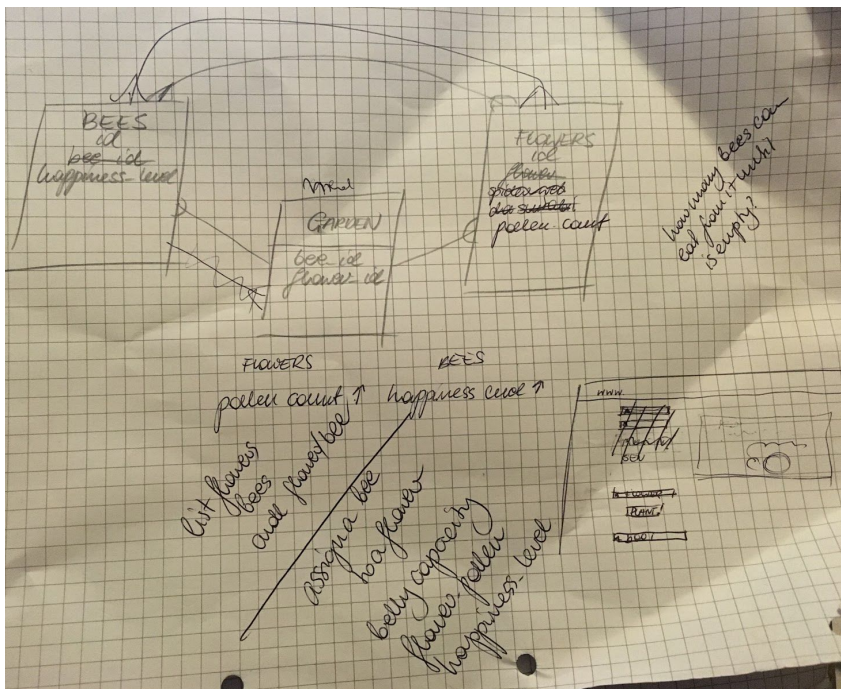 BEES
id
bee_id
happiness_level
GARDEN
bee_id
flower_id
FLOWERS
id
flower
pollen count
how many bees can
eat from it until
is empty?
FLOWERS
pollen count ↑
BEES
happiness level ↑
list flowers
bees
and flower/bee
assign a bee
to a flower
belly capacity
flower_pollen
happiness_level
www.
PLANT!